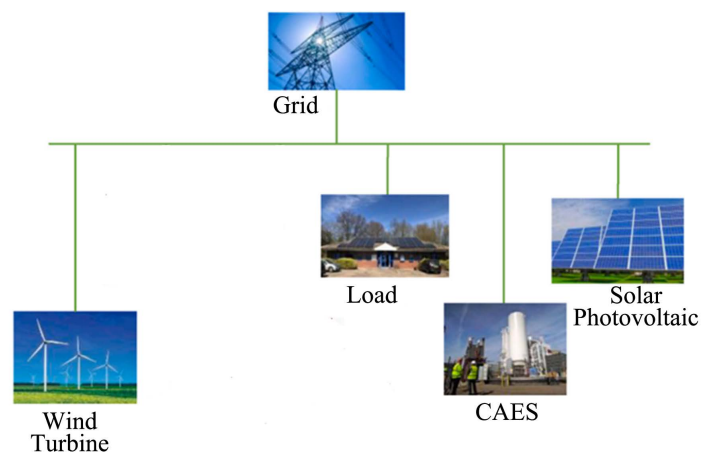 Grid
Load
Solar
Photovoltaic
CAES
Wind
Turbine